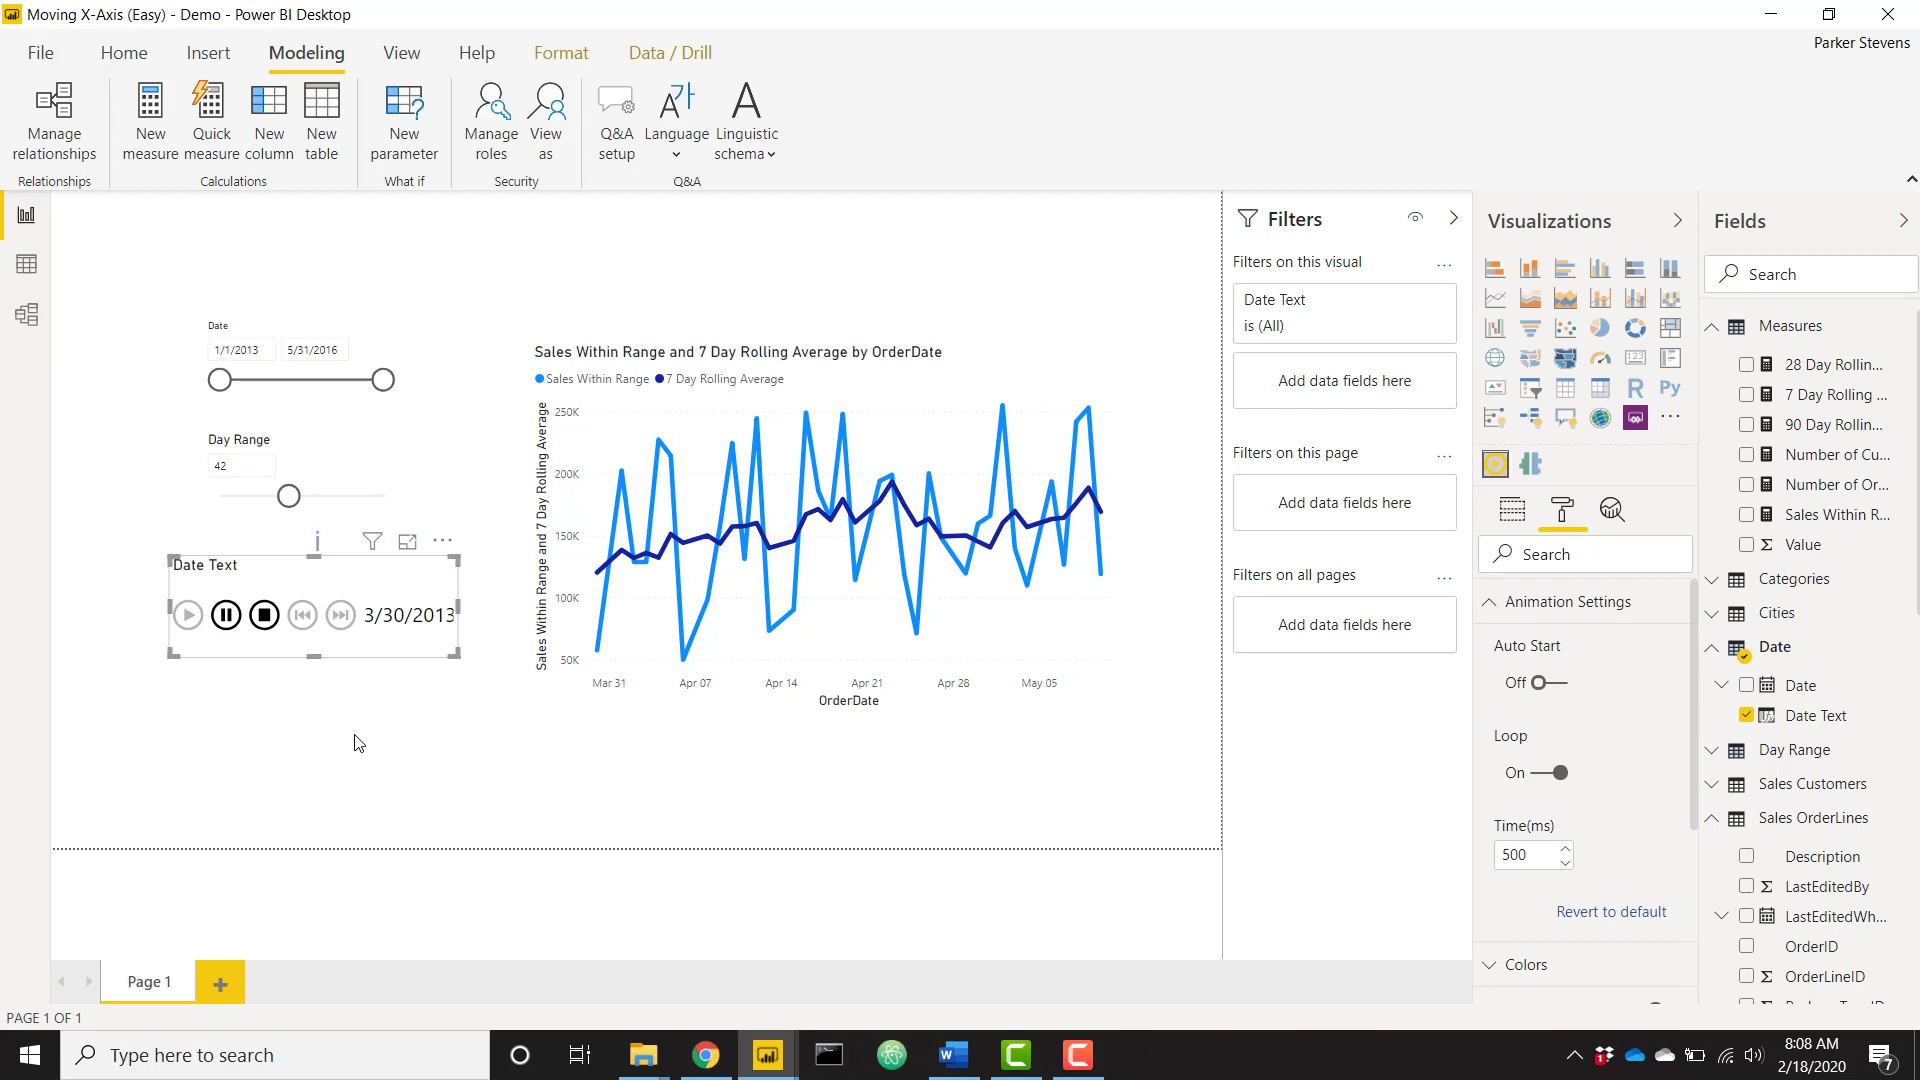 Moving X-Axis (Easy) - Demo - Power BI Desktop
Parker Stevens
File Home Insert Modeling View Help Format Data / Drill
Manage relationships
New measure
Quick measure
New column
New table
New parameter
Manage roles
View as
Q&A setup
Language
Linguistic schema
Relationships
Calculations
What if
Security
Q&A
Date
1/1/2013 5/31/2016
Day Range
42
Date Text
3/30/2013
Sales Within Range and 7 Day Rolling Average by OrderDate
Sales Within Range 7 Day Rolling Average
Sales Within Range and 7 Day Rolling Average
250K
200K
150K
100K
50K
Mar 31 Apr 07 Apr 14 Apr 21 Apr 28 May 05
OrderDate
Filters
Filters on this visual ...
Date Text
is (All)
Add data fields here
Filters on this page ...
Add data fields here
Filters on all pages ...
Add data fields here
Visualizations
R Py
...
Search
Animation Settings
Auto Start
Off
Loop
On
Time(ms)
500
Revert to default
Colors
Fields
Search
Measures
28 Day Rollin...
7 Day Rolling ...
90 Day Rollin...
Number of Cu...
Number of Or...
Sales Within R...
Value
Categories
Cities
Date
Date
Date Text
Day Range
Sales Customers
Sales OrderLines
Description
LastEditedBy
LastEditedWh...
OrderID
OrderLineID
Page 1
PAGE 1 OF 1
Type here to search
8:08 AM
2/18/2020
7